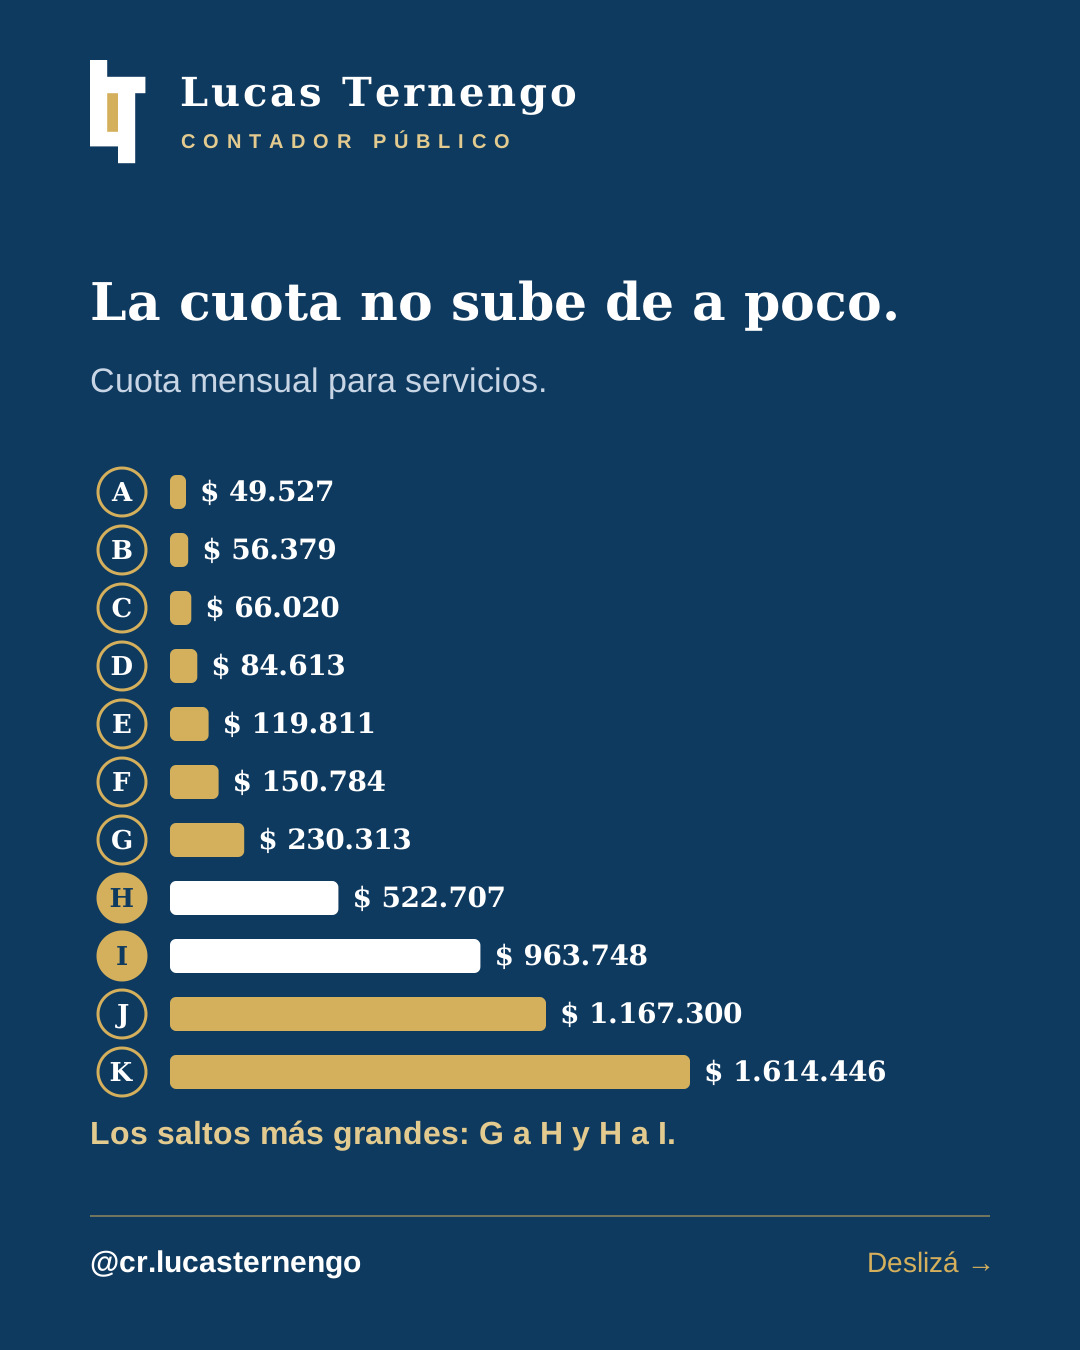 Lucas Ternengo
CONTADOR PÚBLICO
La cuota no sube de a poco.
Cuota mensual para servicios.
A $ 49.527
B $ 56.379
C $ 66.020
D $ 84.613
E $ 119.811
F $ 150.784
G $ 230.313
H $ 522.707
I $ 963.748
J $ 1.167.300
K $ 1.614.446
Los saltos más grandes: G a H y H a I.
@cr.lucasternengo
Deslizá →